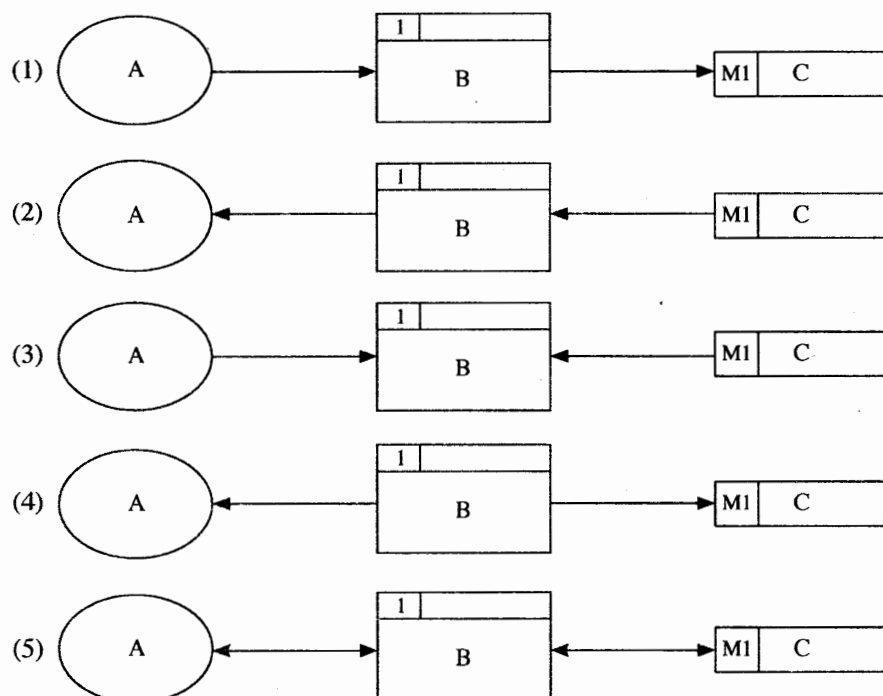 1
(1) A B M1 C
1
(2) A B M1 C
1
(3) A B M1 C
1
(4) A B M1 C
1
(5) A B M1 C